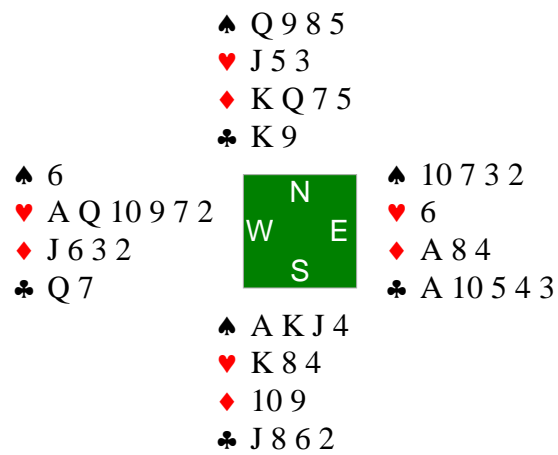 ♠ Q 9 8 5
♥ J 5 3
♦ K Q 7 5
♣ K 9
♠ 6
♥ A Q 10 9 7 2
♦ J 6 3 2
♣ Q 7
N
W E
S
♠ 10 7 3 2
♥ 6
♦ A 8 4
♣ A 10 5 4 3
♠ A K J 4
♥ K 8 4
♦ 10 9
♣ J 8 6 2